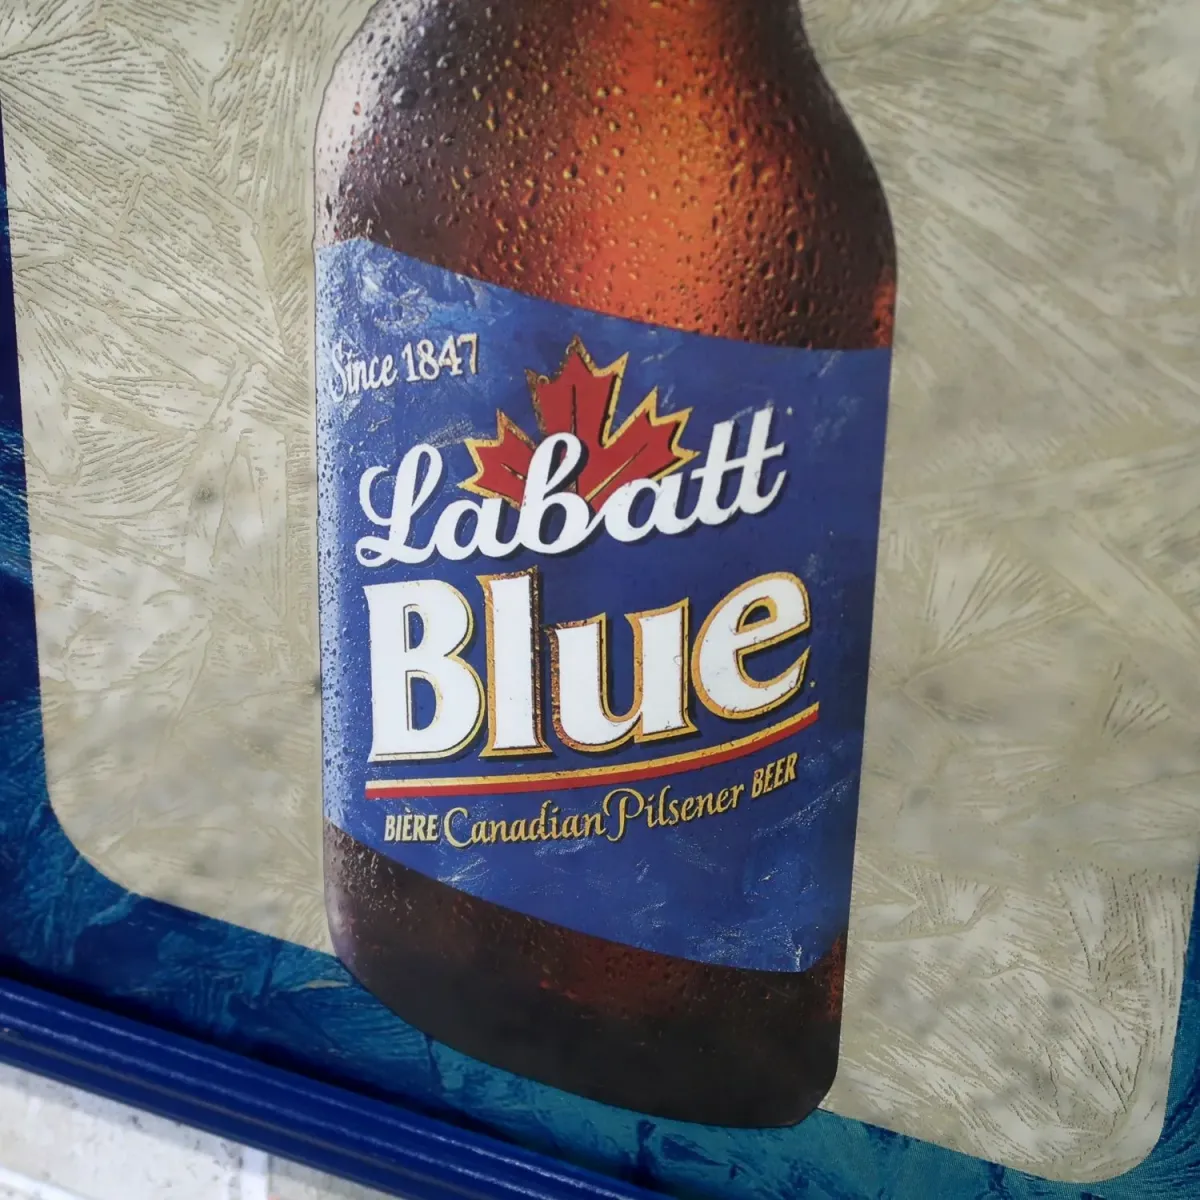 Since 1847
Labatt
Blue
BIÈRE Canadian Pilsener BEER